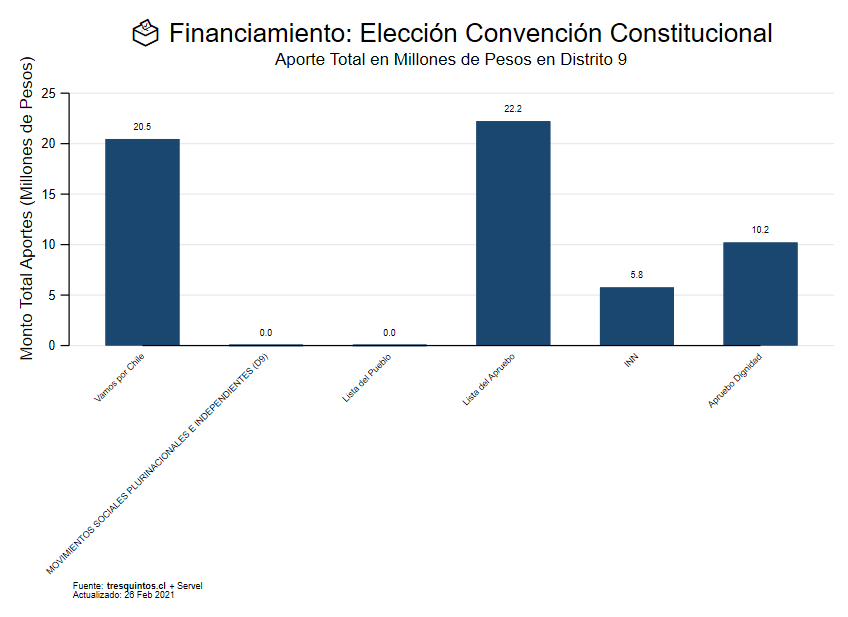 Financiamiento: Elección Convención Constitucional
Aporte Total en Millones de Pesos en Distrito 9
Monto Total Aportes (Millones de Pesos)
25
20
15
10
5
0
20.5
0.0
0.0
22.2
5.8
10.2
Vamos por Chile
MOVIMIENTOS SOCIALES PLURINACIONALES E INDEPENDIENTES (D9)
Lista del Pueblo
Lista del Apruebo
INN
Apruebo Dignidad
Fuente: tresquintos.cl + Servel
Actualizado: 26 Feb 2021